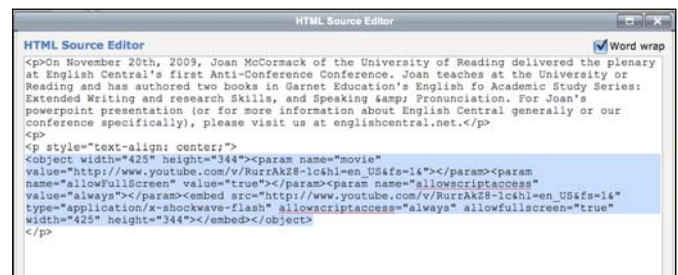 HTML Source Editor
HTML Source Editor
Word wrap
<p>On November 20th, 2009, Joan McCormack of the University of Reading delivered the plenary
at English Central's first Anti-Conference Conference. Joan teaches at the University or
Reading and has authored two books in Garnet Education's English fo Academic Study Series:
Extended Writing and research Skills, and Speaking &amp; Pronunciation. For Joan's
powerpoint presentation (or for more information about English Central generally or our
conference specifically), please visit us at englishcentral.net.</p>
<p>
<p style="text-align: center;">
<object width="425" height="344"><param name="movie"
value="http://www.youtube.com/v/RurrAkZ8-1c&hl=en_US&fs=1&"></param><param
name="allowFullScreen" value="true"></param><param name="allowscriptaccess"
value="always"></param><embed src="http://www.youtube.com/v/RurrAkZ8-1c&hl=en_US&fs=1&"
type="application/x-shockwave-flash" allowscriptaccess="always" allowfullscreen="true"
width="425" height="344"></embed></object>
</p>